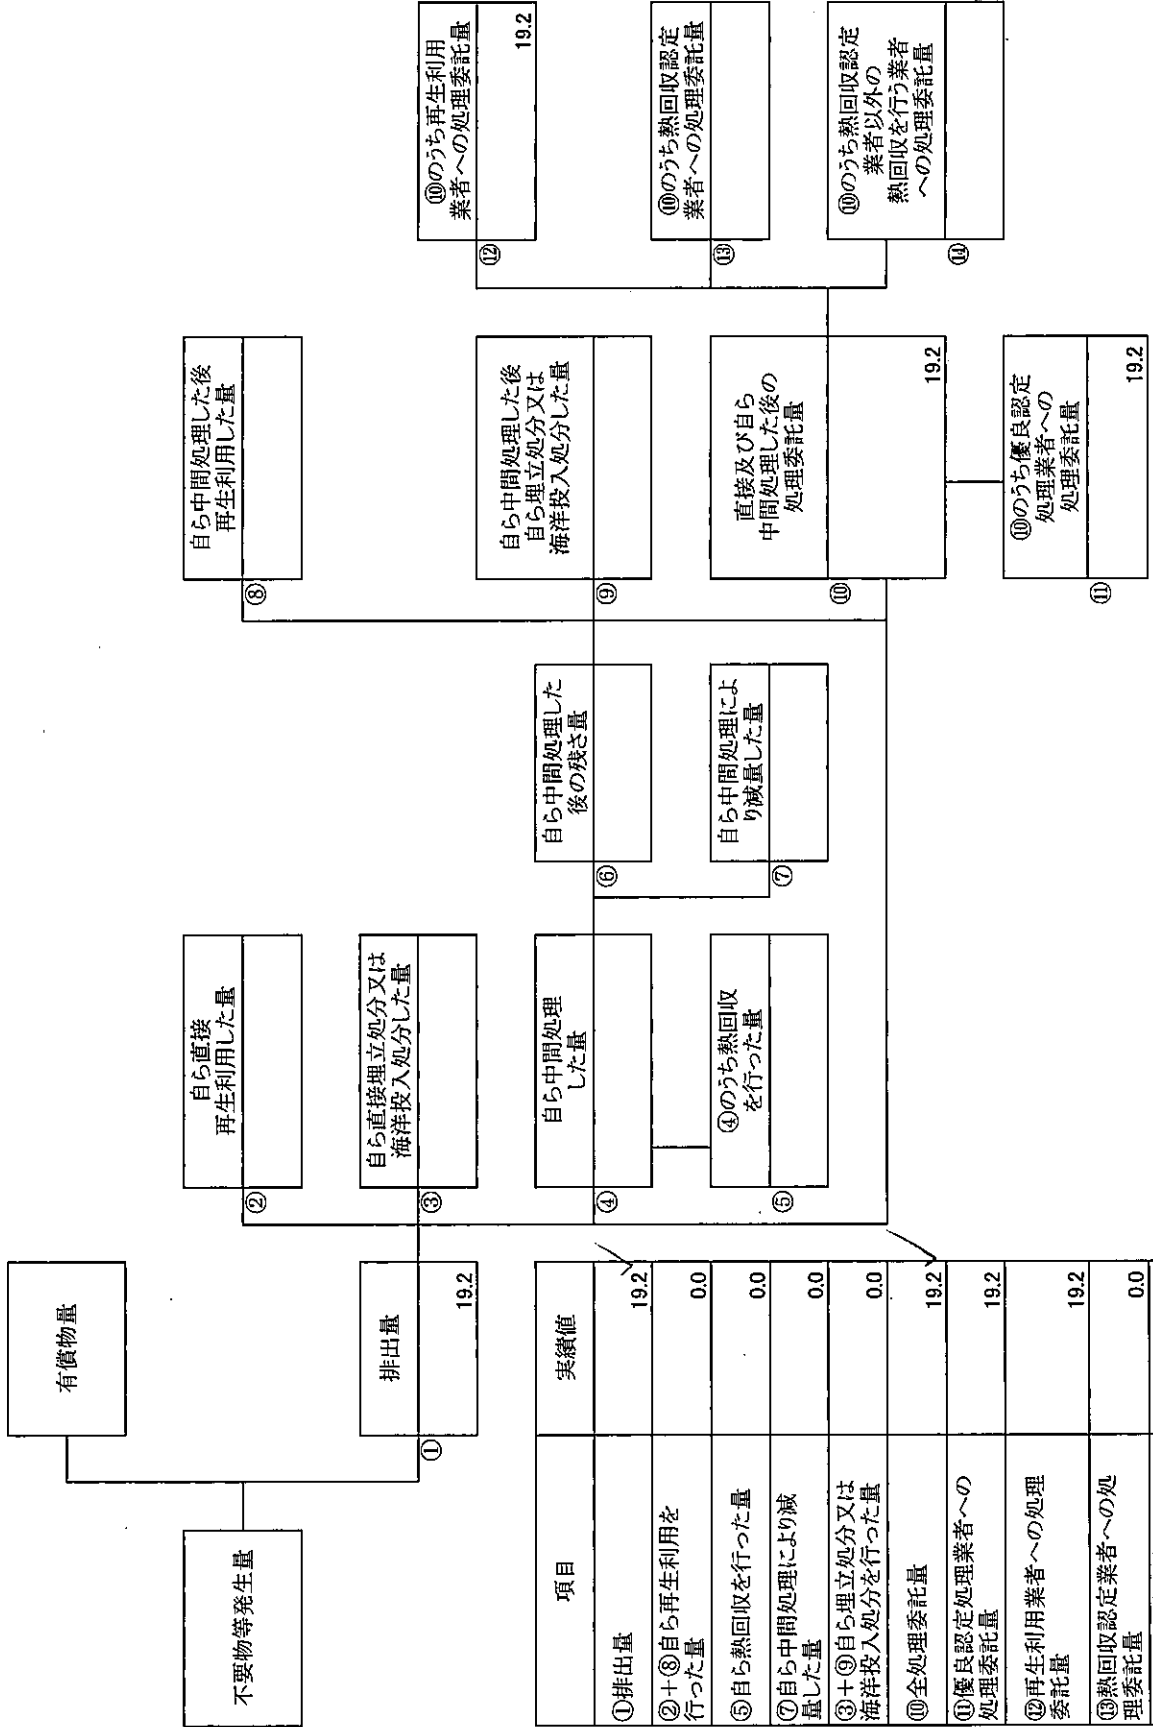 不要物等発生量
有償物量
排出量
①
19.2
自ら直接
再生利用した量
②
自ら直接埋立処分又は
海洋投入処分した量
③
自ら中間処理
した量
④
④のうち熱回収
を行った量
⑤
自ら中間処理した
後の残さ量
⑥
自ら中間処理によ
り減量した量
⑦
自ら中間処理した後
再生利用した量
⑧
自ら中間処理した後
自ら埋立処分又は
海洋投入処分した量
⑨
直接及び自ら
中間処理した後の
処理委託量
⑩
19.2
⑩のうち優良認定
処理業者への
処理委託量
⑪
19.2
⑩のうち再生利用
業者への処理委託量
⑫
19.2
⑩のうち熱回収認定
業者への処理委託量
⑬
⑩のうち熱回収認定
業者以外の
熱回収を行う業者
への処理委託量
⑭
項目 実績値
①排出量 19.2
②+⑧自ら再生利用を
行った量 0.0
⑤自ら熱回収を行った量 0.0
⑦自ら中間処理により減
量した量 0.0
③+⑨自ら埋立処分又は
海洋投入処分を行った量 0.0
⑩全処理委託量 19.2
⑪優良認定処理業者への
処理委託量 19.2
⑫再生利用業者への処理
委託量 19.2
⑬熱回収認定業者への処
理委託量 0.0